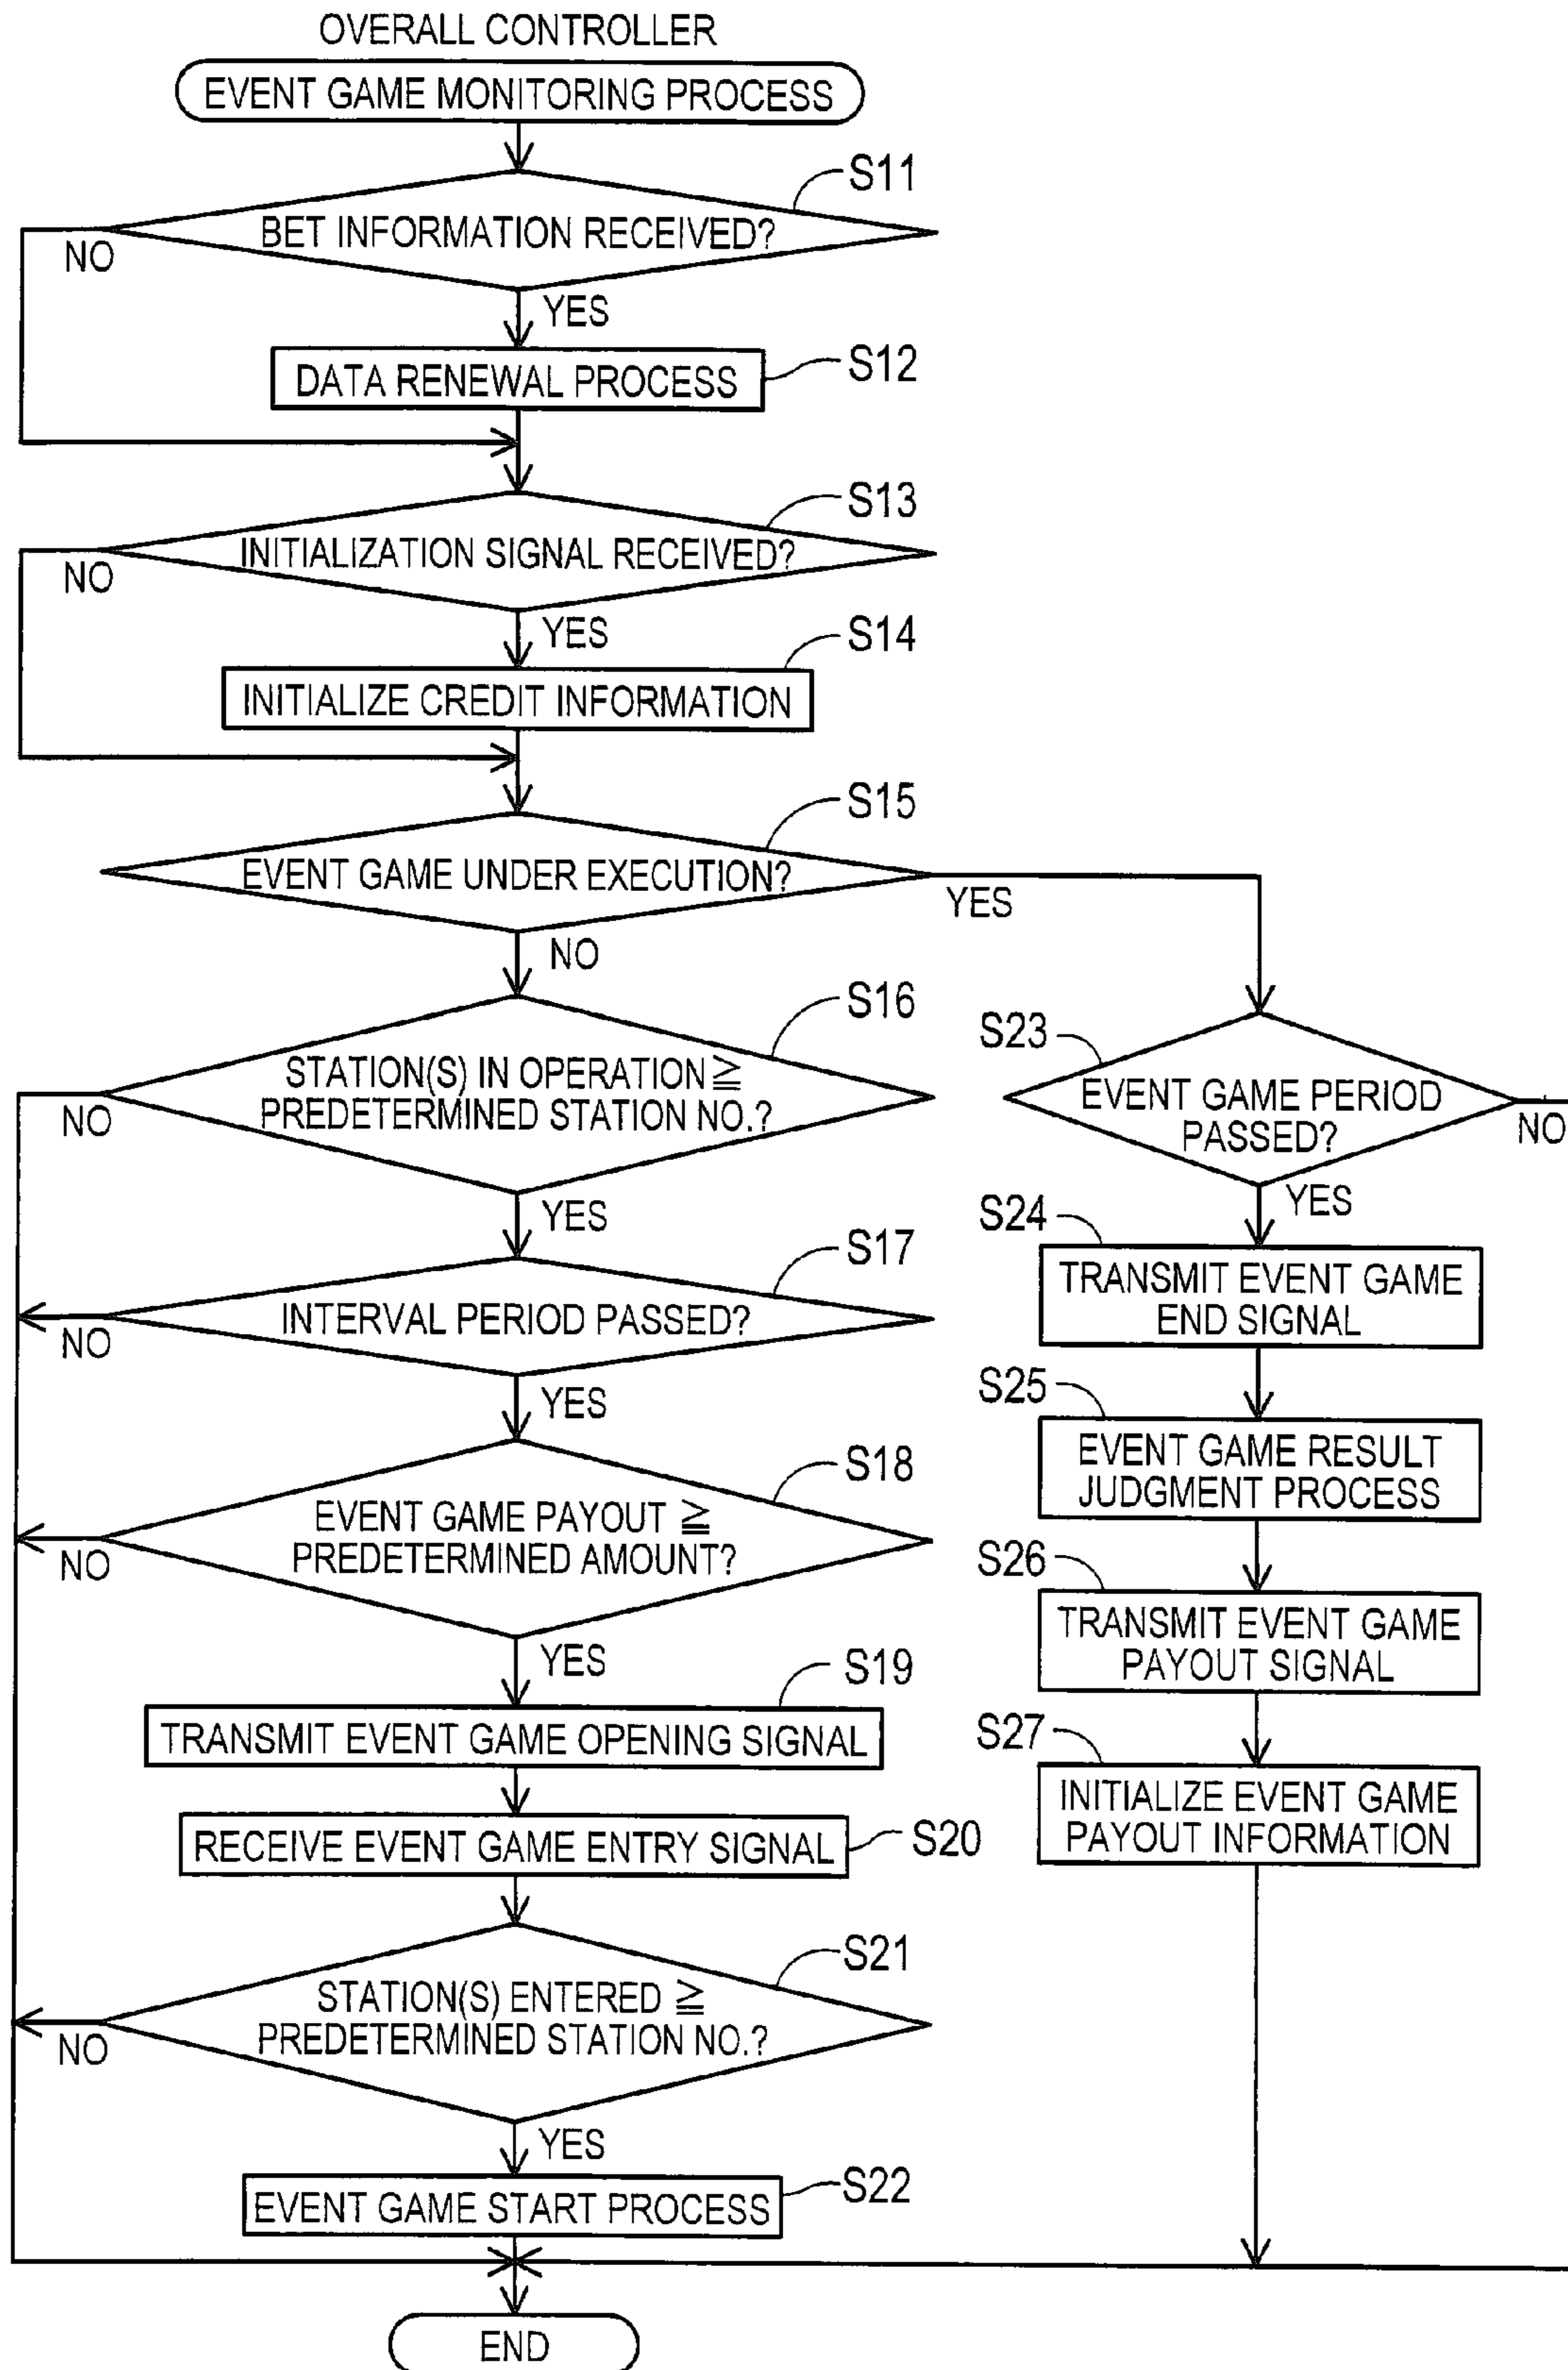 OVERALL CONTROLLER
EVENT GAME MONITORING PROCESS
S11
BET INFORMATION RECEIVED?
NO
YES
S12
DATA RENEWAL PROCESS
S13
INITIALIZATION SIGNAL RECEIVED?
NO
YES
S14
INITIALIZE CREDIT INFORMATION
S15
EVENT GAME UNDER EXECUTION?
YES
NO
S16
STATION(S) IN OPERATION ≧
PREDETERMINED STATION NO.?
NO
YES
S17
INTERVAL PERIOD PASSED?
NO
YES
S18
EVENT GAME PAYOUT ≧
PREDETERMINED AMOUNT?
NO
YES
S19
TRANSMIT EVENT GAME OPENING SIGNAL
RECEIVE EVENT GAME ENTRY SIGNAL
S20
S21
STATION(S) ENTERED ≧
PREDETERMINED STATION NO.?
NO
YES
S22
EVENT GAME START PROCESS
S23
EVENT GAME PERIOD
PASSED?
NO
YES
S24
TRANSMIT EVENT GAME
END SIGNAL
S25
EVENT GAME RESULT
JUDGMENT PROCESS
S26
TRANSMIT EVENT GAME
PAYOUT SIGNAL
S27
INITIALIZE EVENT GAME
PAYOUT INFORMATION
END